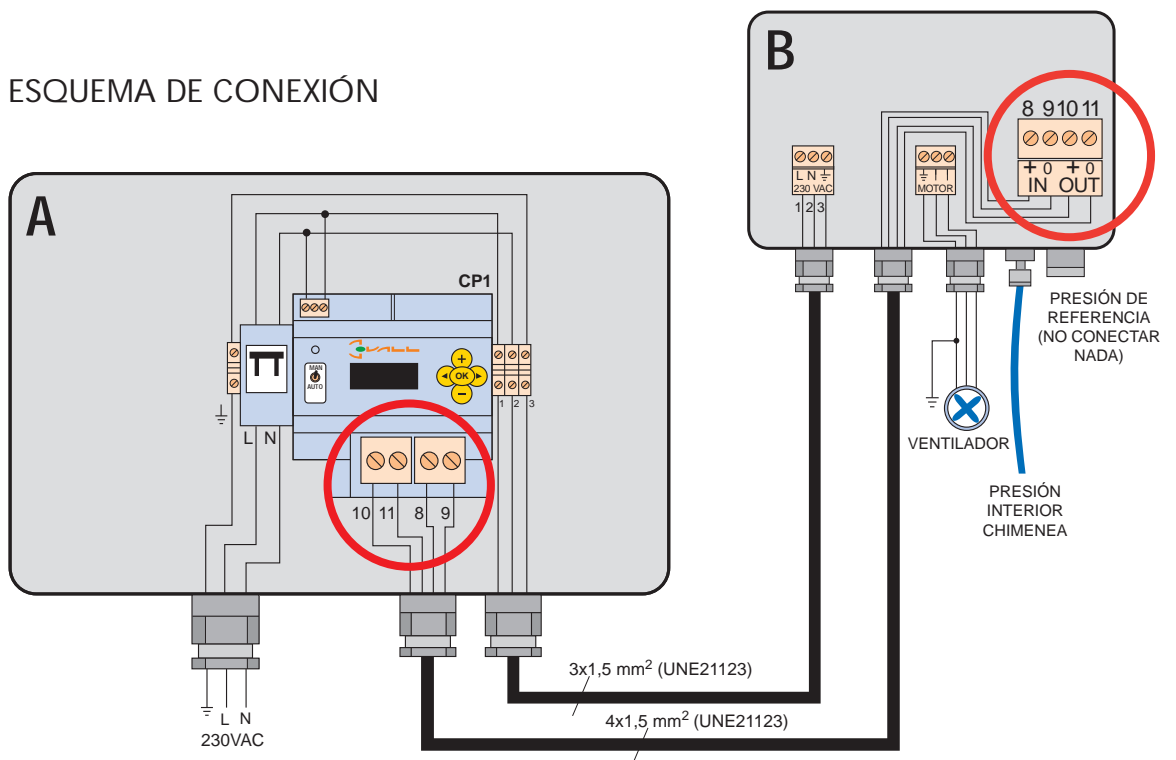 ESQUEMA DE CONEXIÓN
A
CP1
MAN
AUTO
+
OK
−
L N
1 2 3
10 11 8 9
L N
230VAC
3x1,5 mm² (UNE21123)
4x1,5 mm² (UNE21123)
B
8 9 10 11
+ 0 + 0
IN OUT
L N
230 VAC
1 2 3
MOTOR
VENTILADOR
PRESIÓN
INTERIOR
CHIMENEA
PRESIÓN DE
REFERENCIA
(NO CONECTAR
NADA)